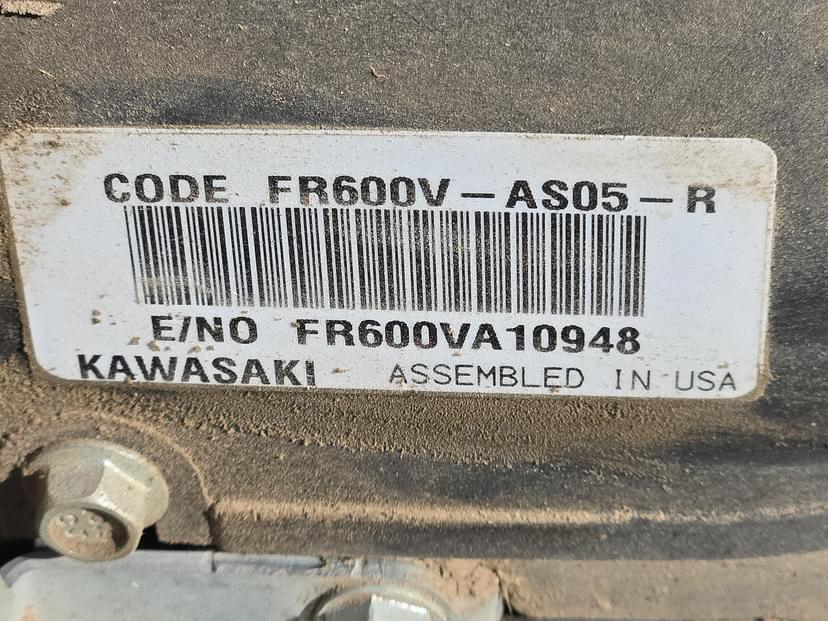 CODE FR600V-AS05-R
E/NO FR600VA10948
KAWASAKI ASSEMBLED IN USA